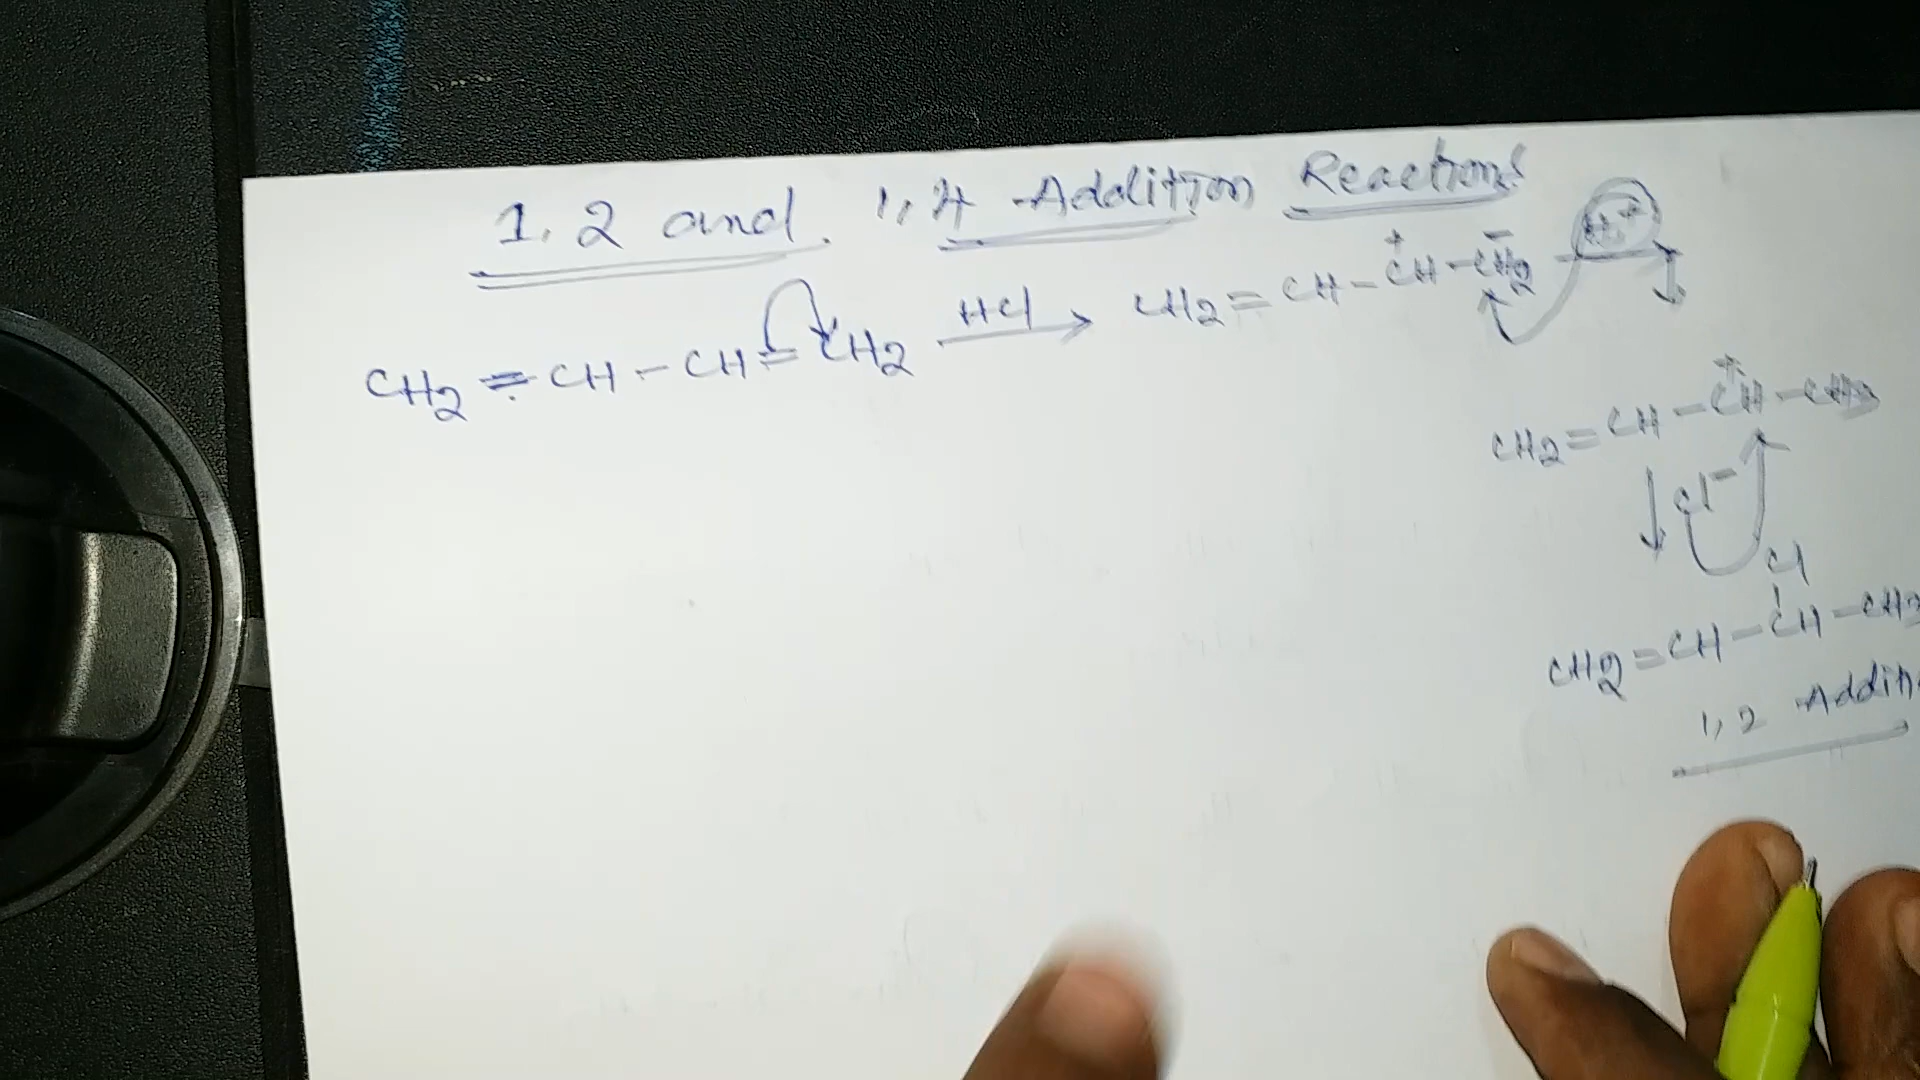 1, 2 and 1, 4 -Addition Reactions
CH2 = CH - CH = CH2 HCl → CH2 = CH - CH+ - CH2-
CH2 = CH - CH+ - CH3
Cl-
Cl
CH2 = CH - CH - CH3
1, 2